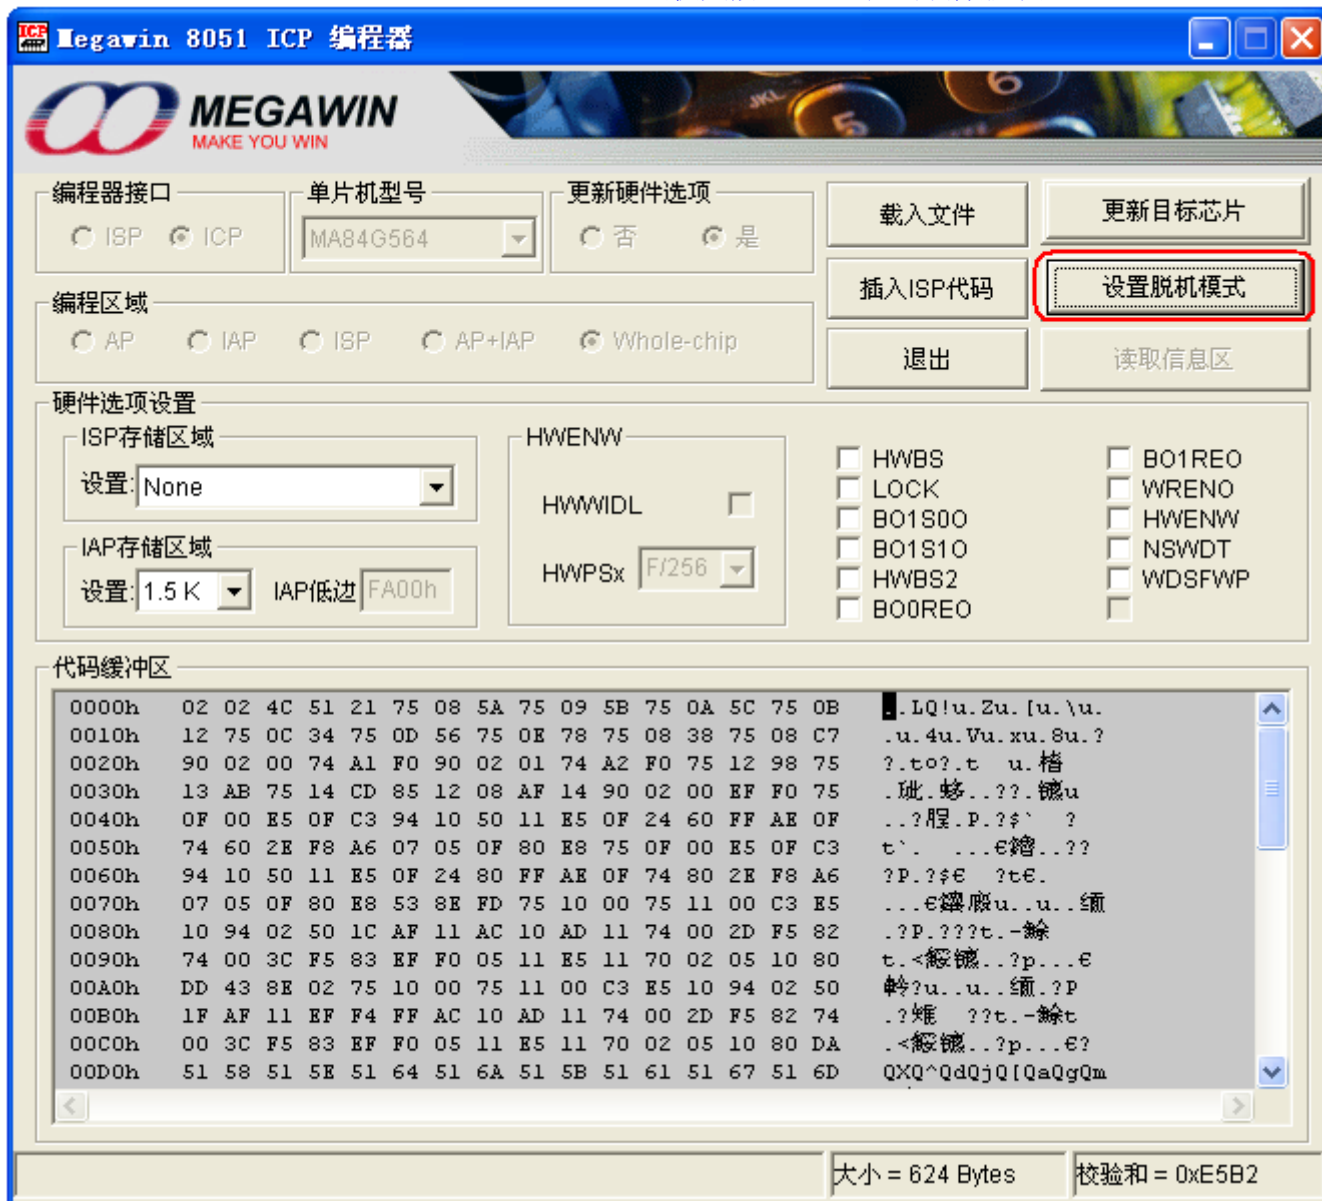 Megawin 8051 ICP 编程器
MEGAWIN
MAKE YOU WIN
编程器接口
ISP ICP
单片机型号
MA84G564
更新硬件选项
否 是
载入文件
更新目标芯片
插入ISP代码
设置脱机模式
退出
读取信息区
编程区域
AP IAP ISP AP+IAP Whole-chip
硬件选项设置
ISP存储区域
设置: None
IAP存储区域
设置: 1.5 K IAP低边 FA00h
HWENW
HWWIDL
HWPSx F/256
HWBS
LOCK
BO1S0O
BO1S1O
HWBS2
BO0REO
BO1REO
WRENO
HWENW
NSWDT
WDSFWP
代码缓冲区
0000h 02 02 4C 51 21 75 08 5A 75 09 5B 75 0A 5C 75 0B ..LQ!u.Zu.[u.\u.
0010h 12 75 0C 34 75 0D 56 75 0E 78 75 08 38 75 08 C7 .u.4u.Vu.xu.8u.?
0020h 90 02 00 74 A1 F0 90 02 01 74 A2 F0 75 12 98 75
0030h 13 AB 75 14 CD 85 12 08 AF 14 90 02 00 EF F0 75
0040h 0F 00 E5 0F C3 94 10 50 11 E5 0F 24 60 FF AE 0F
0050h 74 60 2E F8 A6 07 05 0F 80 E8 75 0F 00 E5 0F C3
0060h 94 10 50 11 E5 0F 24 80 FF AE 0F 74 80 2E F8 A6 ?P.?$€ ?t€.
0070h 07 05 0F 80 E8 53 8E FD 75 10 00 75 11 00 C3 E5
0080h 10 94 02 50 1C AF 11 AC 10 AD 11 74 00 2D F5 82
0090h 74 00 3C F5 83 EF F0 05 11 E5 11 70 02 05 10 80
00A0h DD 43 8E 02 75 10 00 75 11 00 C3 E5 10 94 02 50
00B0h 1F AF 11 EF F4 FF AC 10 AD 11 74 00 2D F5 82 74
00C0h 00 3C F5 83 EF F0 05 11 E5 11 70 02 05 10 80 DA
00D0h 51 58 51 5E 51 64 51 6A 51 5B 51 61 51 67 51 6D QXQ^QdQjQ[QaQgQm
大小 = 624 Bytes
校验和 = 0xE5B2